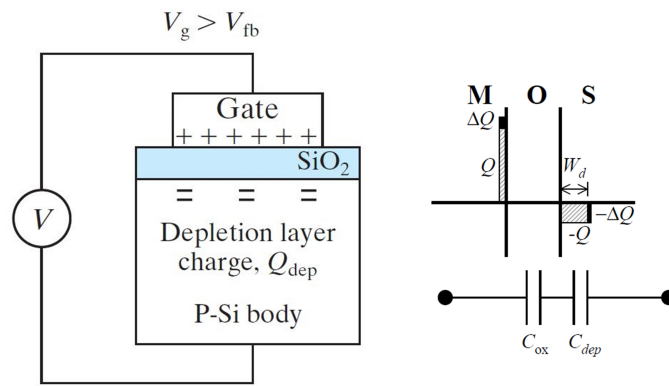 V_g > V_fb
Gate
+ + + + + +
SiO_2
V
Depletion layer
charge, Q_dep
P-Si body
M O S
ΔQ
Q
W_d
-ΔQ
-Q
C_ox C_dep